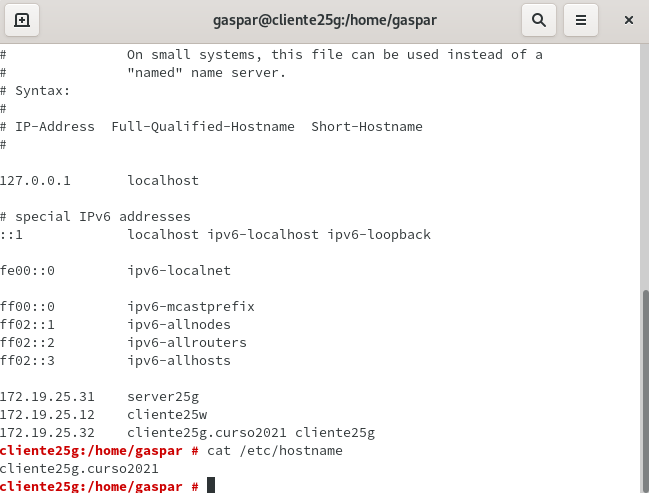 gaspar@cliente25g:/home/gaspar
#               On small systems, this file can be used instead of a
#               "named" name server.
# Syntax:
#
# IP-Address  Full-Qualified-Hostname  Short-Hostname
#
127.0.0.1       localhost
# special IPv6 addresses
::1             localhost ipv6-localhost ipv6-loopback
fe00::0         ipv6-localnet
ff00::0         ipv6-mcastprefix
ff02::1         ipv6-allnodes
ff02::2         ipv6-allrouters
ff02::3         ipv6-allhosts
172.19.25.31    server25g
172.19.25.12    cliente25w
172.19.25.32    cliente25g.curso2021 cliente25g
cliente25g:/home/gaspar # cat /etc/hostname
cliente25g.curso2021
cliente25g:/home/gaspar #